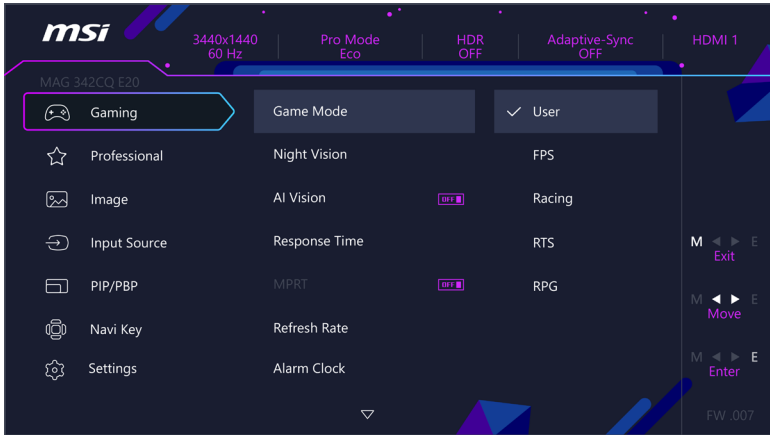 msi
3440x1440
60 Hz
Pro Mode
Eco
HDR
OFF
Adaptive-Sync
OFF
HDMI 1
MAG 342CQ E20
Gaming
Professional
Image
Input Source
PIP/PBP
Navi Key
Settings
Game Mode
Night Vision
AI Vision OFF
Response Time
MPRT OFF
Refresh Rate
Alarm Clock
User
FPS
Racing
RTS
RPG
M E
Exit
M E
Move
M E
Enter
FW .007